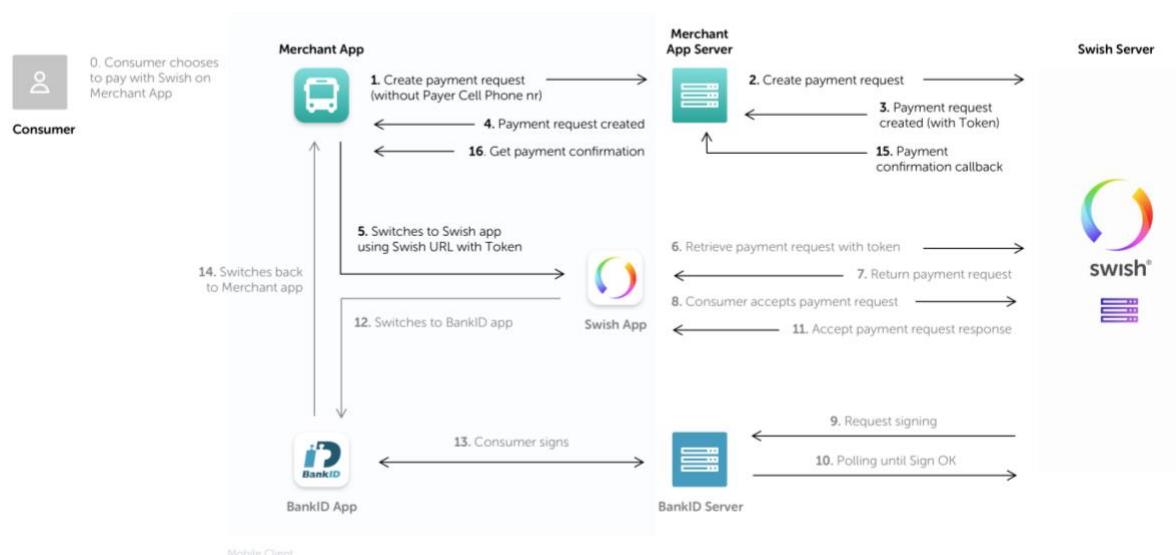 Merchant App
Merchant
App Server
Swish Server
0. Consumer chooses
to pay with Swish on
Merchant App
Consumer
1. Create payment request
(without Payer Cell Phone nr)
2. Create payment request
3. Payment request
created (with Token)
4. Payment request created
16. Get payment confirmation
15. Payment
confirmation callback
5. Switches to Swish app
using Swish URL with Token
6. Retrieve payment request with token
7. Return payment request
swish®
14. Switches back
to Merchant app
8. Consumer accepts payment request
12. Switches to BankID app
Swish App
11. Accept payment request response
9. Request signing
13. Consumer signs
10. Polling until Sign OK
BankID
BankID App
BankID Server
Mobile Client